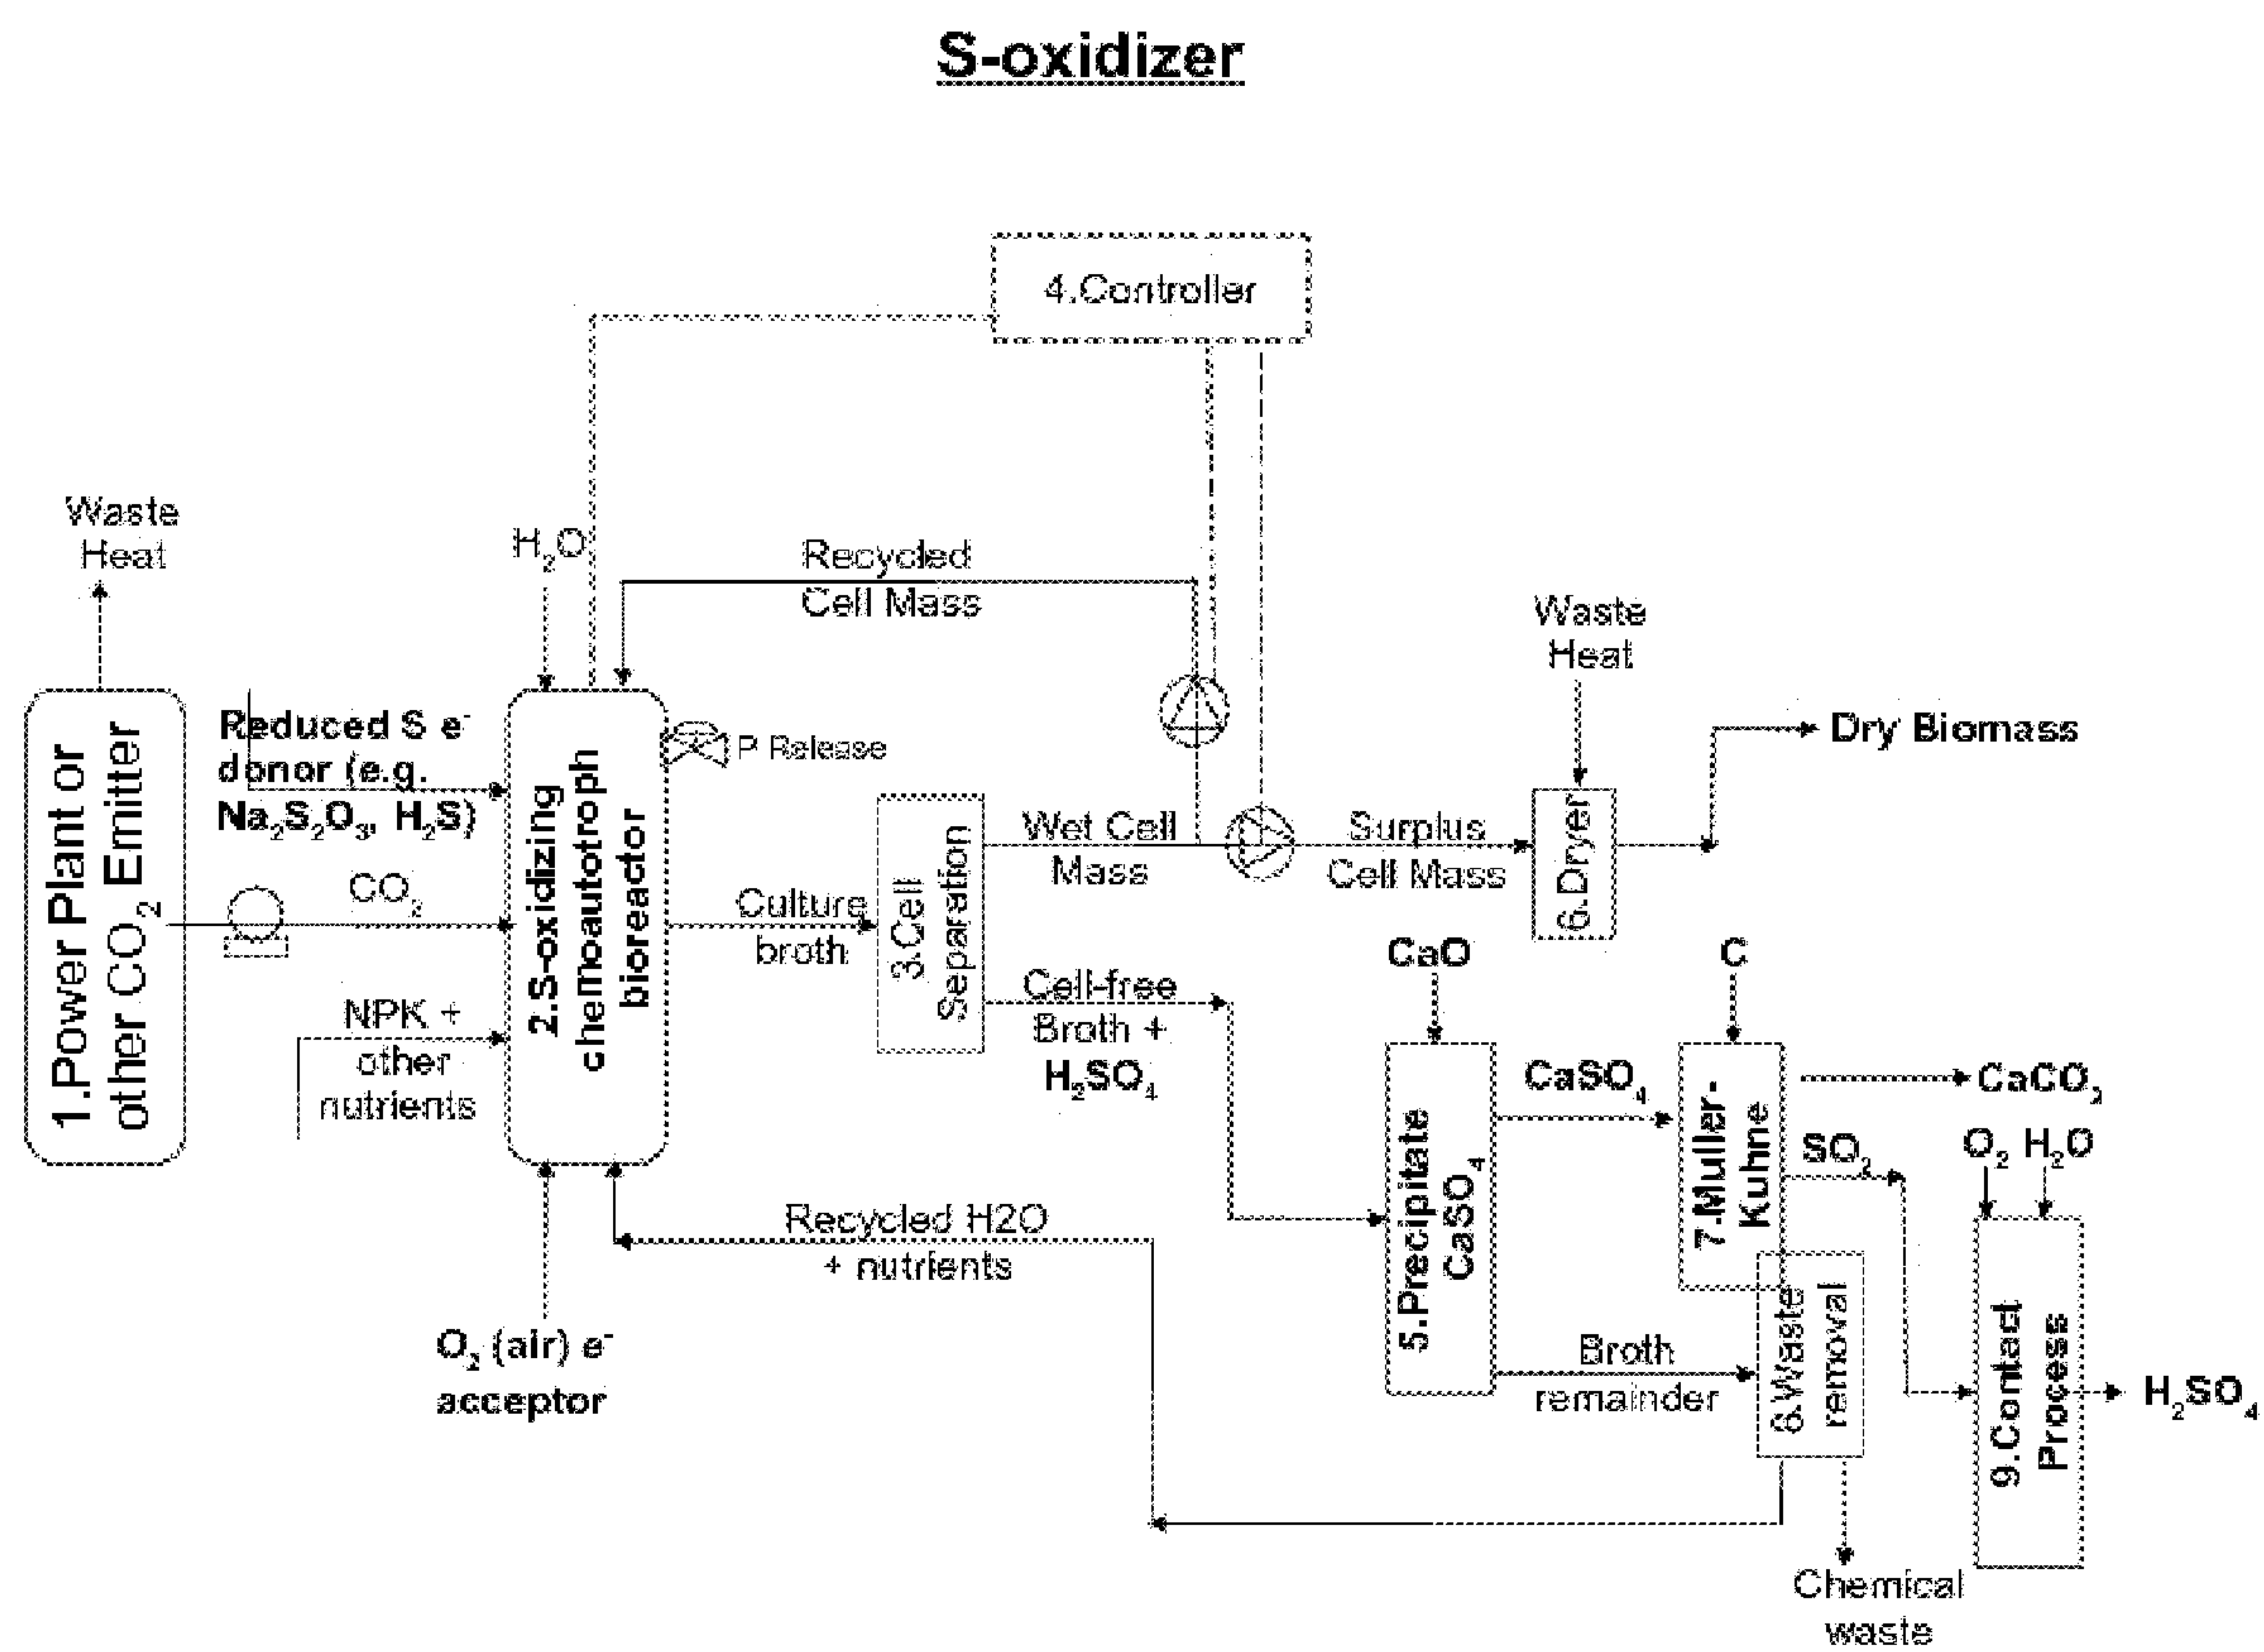 S-oxidizer
4.Controller
Waste
Heat
H₂O
Recycled
Cell Mass
Waste
Heat
1.Power Plant or
other CO₂ Emitter
Reduced S e⁻
donor (e.g.
Na₂S₂O₃, H₂S)
2.S-oxidizing
chemoautotroph
bioreactor
P Release
Dry Biomass
CO₂
Culture
broth
3.Cell
Separation
Wet Cell
Mass
Surplus
Cell Mass
6.Dryer
NPK +
other
nutrients
Cell-free
Broth +
H₂SO₄
CaO
C
5.Precipitate
CaSO₄
CaSO₄
7.Muller-
Kuhne
CaCO₂
SO₂
O₂ H₂O
Recycled H2O
+ nutrients
O₂ (air) e⁻
acceptor
Broth
remainder
8.Waste
removal
9.Contact
Process
H₂SO₄
Chemical
waste